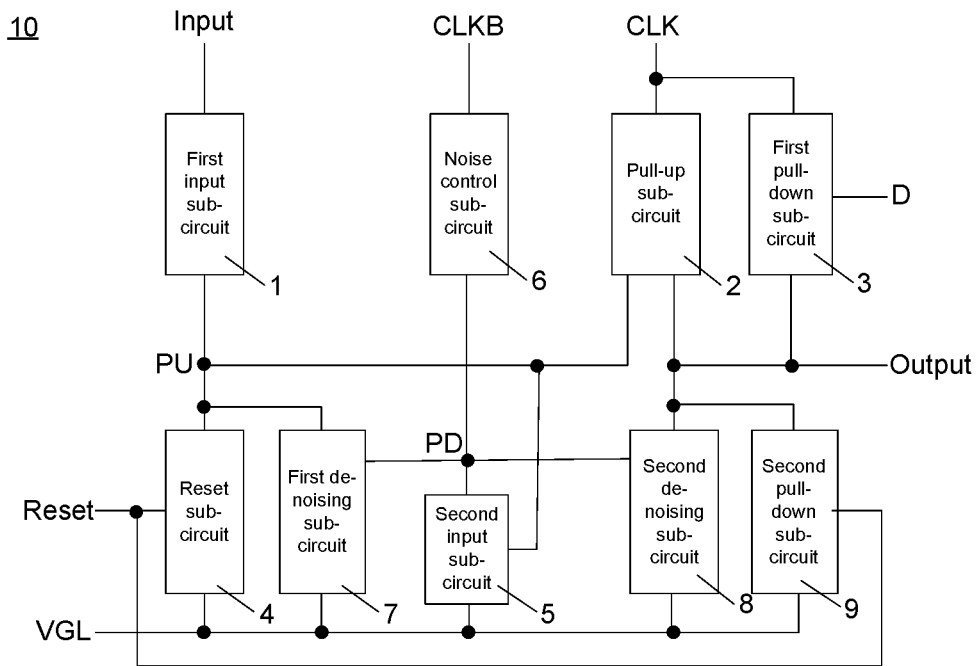 10
Input
CLKB
CLK
First
input
sub-
circuit
1
Noise
control
sub-
circuit
6
Pull-up
sub-
circuit
2
First
pull-
down
sub-
circuit
3
D
PU
Output
PD
Reset
Reset
sub-
circuit
4
First de-
noising
sub-
circuit
7
Second
input
sub-
circuit
5
Second
de-
noising
sub-
circuit
8
Second
pull-
down
sub-
circuit
9
VGL